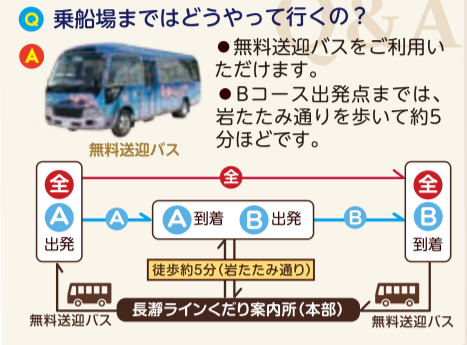 Q&A
Q 乗船場まではどうやって行くの？
A ●無料送迎バスをご利用い
ただけます。
●Bコース出発点までは、
岩たたみ通りを歩いて約5
分ほどです。
無料送迎バス
全 全 全
A A A 到着 B 出発 B B
出発 到着
徒歩約5分(岩たたみ通り)
長瀞ラインくだり案内所(本部)
無料送迎バス 無料送迎バス